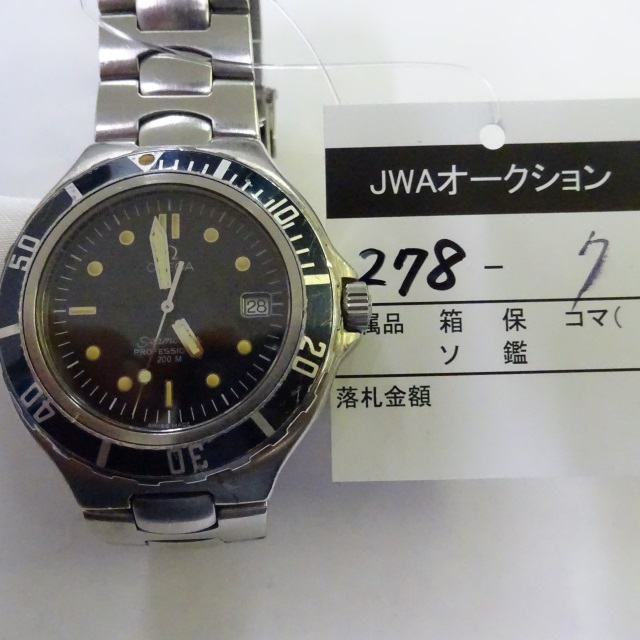 10
20
30
40
50
OMEGA
28
Seamaster
PROFESSIONAL
200 M
JWAオークション
278 - 7
属品 箱 保 コマ(
ソ 鑑
落札金額